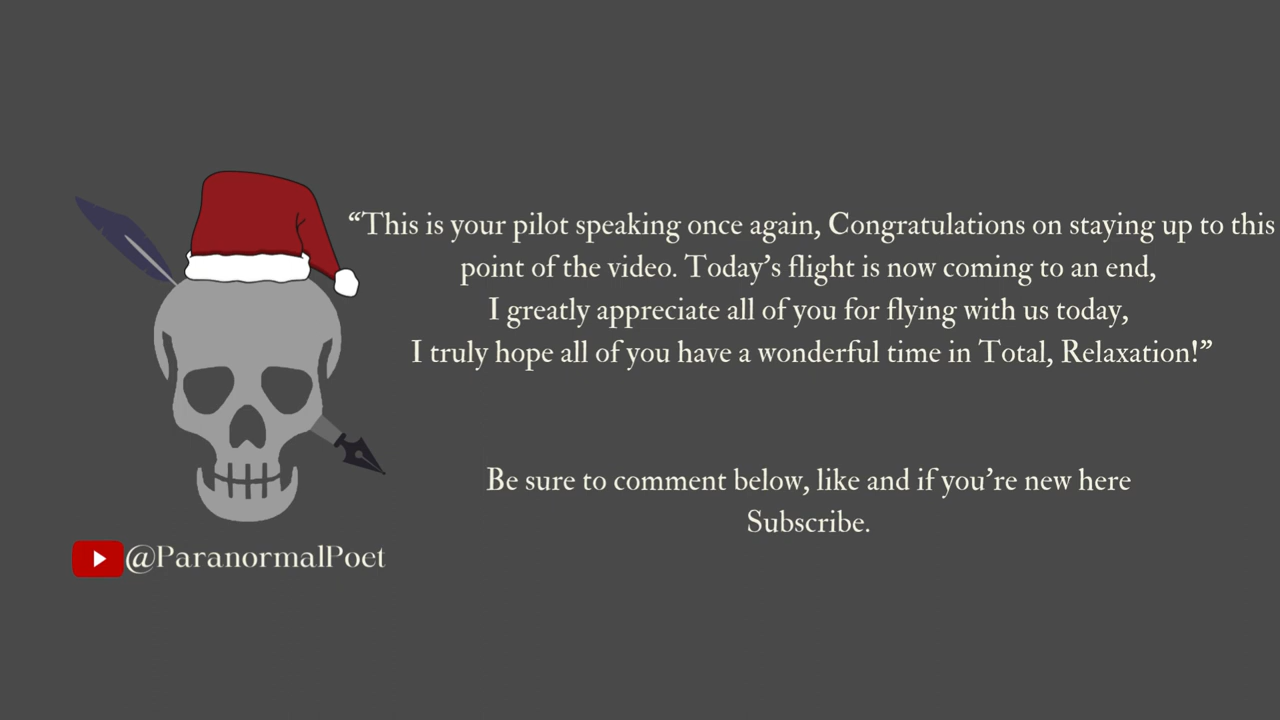 “This is your pilot speaking once again, Congratulations on staying up to this
point of the video. Today’s flight is now coming to an end,
I greatly appreciate all of you for flying with us today,
I truly hope all of you have a wonderful time in Total, Relaxation!”
Be sure to comment below, like and if you’re new here
Subscribe.
@ParanormalPoet